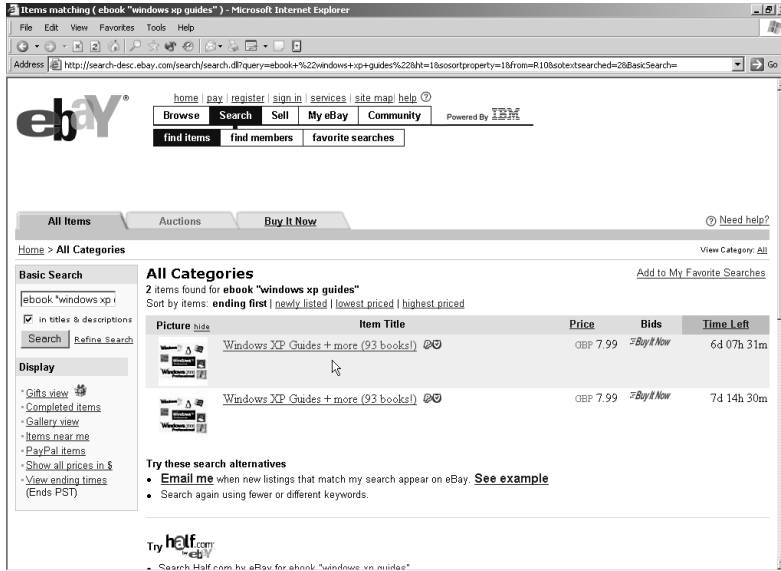 Items matching ( ebook "windows xp guides" ) - Microsoft Internet Explorer
File Edit View Favorites Tools Help
Address http://search-desc.ebay.com/search/search.dll?query=ebook+%22windows+xp+guides%22&ht=1&sosortproperty=1&from=R10&sotextsearched=2&BasicSearch= Go
ebaY®
home | pay | register | sign in | services | site map | help
Browse Search Sell My eBay Community Powered By IBM
find items find members favorite searches
All Items Auctions Buy It Now Need help?
Home > All Categories View Category: All
Basic Search
ebook "windows xp
in titles & descriptions
Search Refine Search
Display
Gifts view
Completed items
Gallery view
Items near me
PayPal items
Show all prices in $
View ending times
(Ends PST)
All Categories Add to My Favorite Searches
2 items found for ebook "windows xp guides"
Sort by items: ending first | newly listed | lowest priced | highest priced
Picture hide Item Title Price Bids Time Left
Windows XP Guides + more (93 books!) GBP 7.99 =Buy It Now 6d 07h 31m
Windows XP Guides + more (93 books!) GBP 7.99 =Buy It Now 7d 14h 30m
Try these search alternatives
• Email me when new listings that match my search appear on eBay. See example
• Search again using fewer or different keywords.
Try half.com
by ebaY
• Search Half.com by eBay for ebook "windows xp guides"